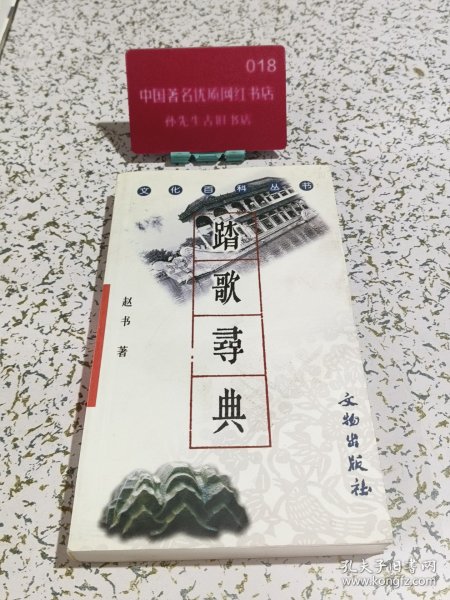 018
中国著名优质网红书店
孙先生古旧书店
文化百科丛书
踏歌尋典
赵书 著
文物出版社
孔夫子旧书网
book.kongfz.com